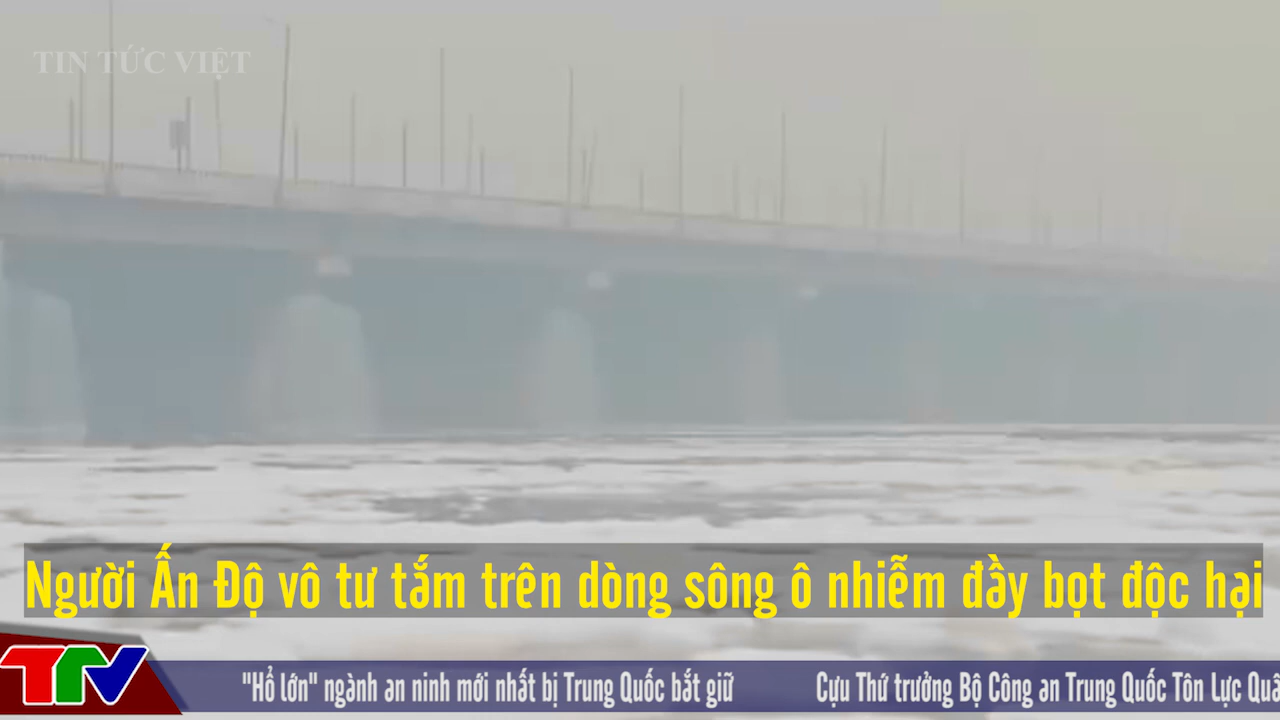 TIN TỨC VIỆT
Người Ấn Độ vô tư tắm trên dòng sông ô nhiễm đầy bọt độc hại
TTV
"Hổ lớn" ngành an ninh mới nhất bị Trung Quốc bắt giữ Cựu Thứ trưởng Bộ Công an Trung Quốc Tôn Lực